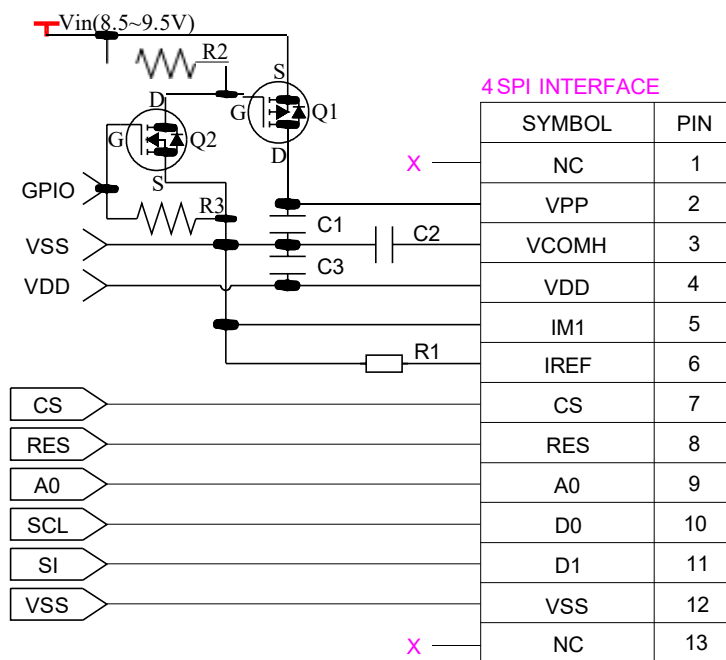 Vin(8.5~9.5V)
R2
S
4 SPI INTERFACE
D
G
Q1
SYMBOL PIN
G
Q2
D
X
NC 1
S
GPIO
R3
VPP 2
C1
C2
VSS
VCOMH 3
C3
VDD
VDD 4
IM1 5
R1
IREF 6
CS
CS 7
RES
RES 8
A0
A0 9
SCL
D0 10
SI
D1 11
VSS
VSS 12
X
NC 13